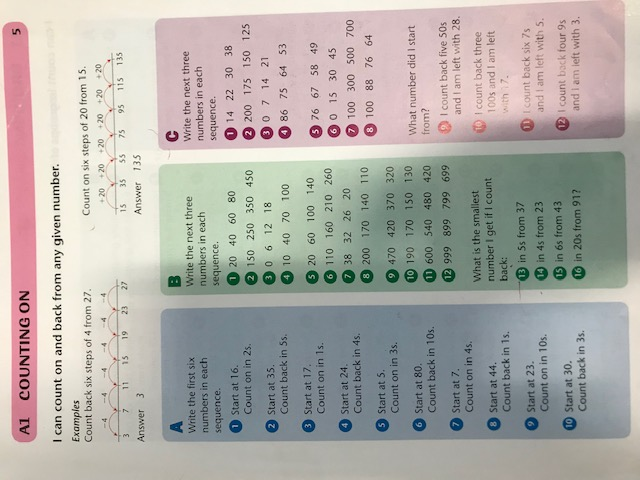 A1 COUNTING ON
5
I can count on and back from any given number.
Examples
Count back six steps of 4 from 27.
-4 -4 -4 -4 -4 -4
3 7 11 15 19 23 27
Answer 3
Count on six steps of 20 from 15.
+20 +20 +20 +20 +20 +20
15 35 55 75 95 115 135
Answer 135
A
Write the first six
numbers in each
sequence.
1 Start at 16.
Count on in 2s.
2 Start at 35.
Count back in 5s.
3 Start at 17.
Count on in 1s.
4 Start at 24.
Count back in 4s.
5 Start at 5.
Count on in 3s.
6 Start at 80.
Count back in 10s.
7 Start at 7.
Count on in 4s.
8 Start at 44.
Count back in 1s.
9 Start at 23.
Count on in 10s.
10 Start at 30.
Count back in 3s.
B
Write the next three
numbers in each
sequence.
1 20 40 60 80
2 150 250 350 450
3 0 6 12 18
4 10 40 70 100
5 20 60 100 140
6 110 160 210 260
7 38 32 26 20
8 200 170 140 110
9 470 420 370 320
10 190 170 150 130
11 600 540 480 420
12 999 899 799 699
What is the smallest
number I get if I count
back:
13 in 5s from 37
14 in 4s from 23
15 in 6s from 43
16 in 20s from 91?
C
Write the next three
numbers in each
sequence.
1 14 22 30 38
2 200 175 150 125
3 0 7 14 21
4 86 75 64 53
5 76 67 58 49
6 0 15 30 45
7 100 300 500 700
8 100 88 76 64
What number did I start
from?
9 I count back five 50s
and I am left with 28.
10 I count back three
100s and I am left
with 7.
11 I count back six 7s
and I am left with 5.
12 I count back four 9s
and I am left with 3.